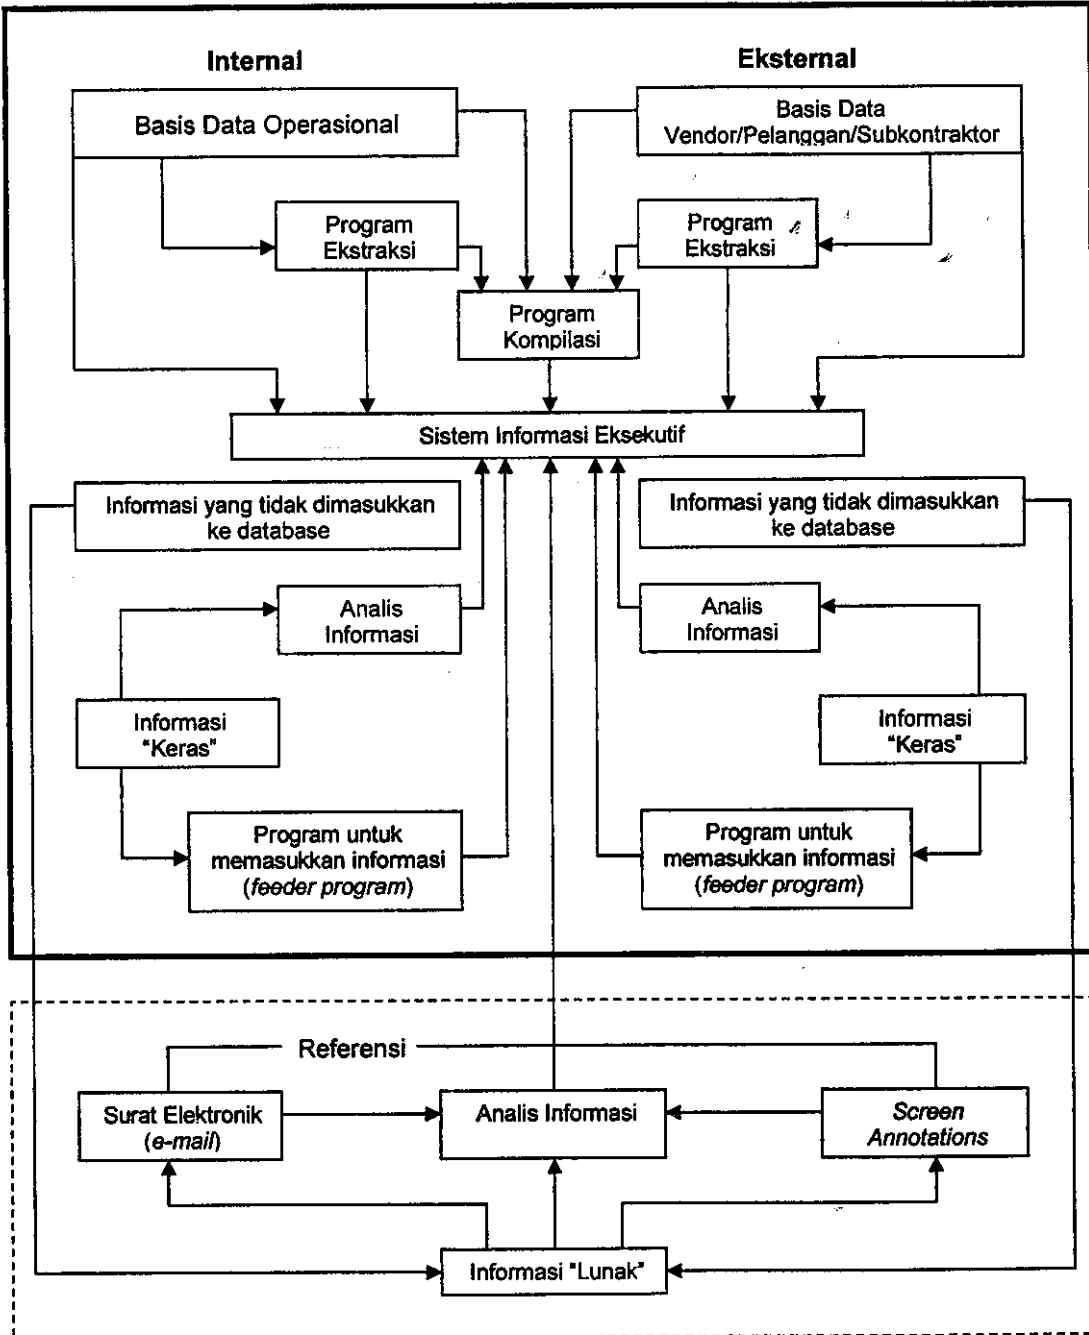 Internal
Eksternal
Basis Data Operasional
Basis Data
Vendor/Pelanggan/Subkontraktor
Program
Ekstraksi
Program
Ekstraksi
Program
Kompilasi
Sistem Informasi Eksekutif
Informasi yang tidak dimasukkan
ke database
Informasi yang tidak dimasukkan
ke database
Analis
Informasi
Analis
Informasi
Informasi
"Keras"
Informasi
"Keras"
Program untuk
memasukkan informasi
(feeder program)
Program untuk
memasukkan informasi
(feeder program)
Referensi
Surat Elektronik
(e-mail)
Analis Informasi
Screen
Annotations
Informasi "Lunak"